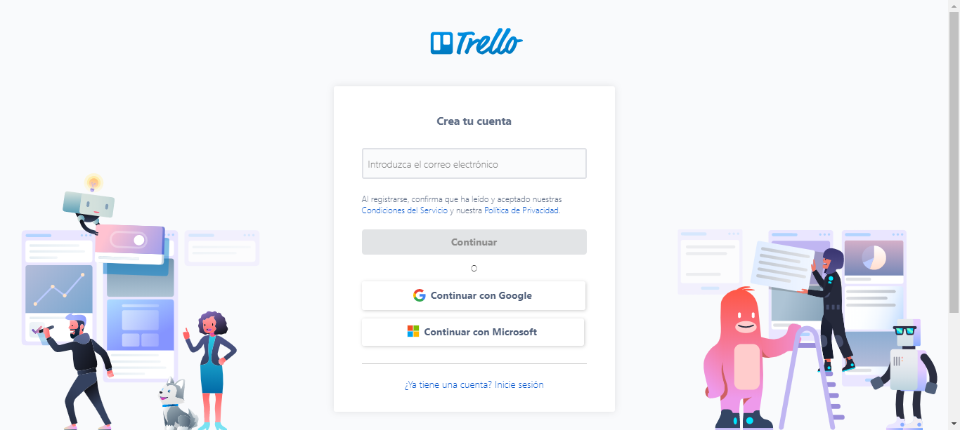 Trello
Crea tu cuenta
Introduzca el correo electrónico
Al registrarse, confirma que ha leído y aceptado nuestras
Condiciones del Servicio y nuestra Política de Privacidad.
Continuar
O
Continuar con Google
Continuar con Microsoft
¿Ya tiene una cuenta? Inicie sesión